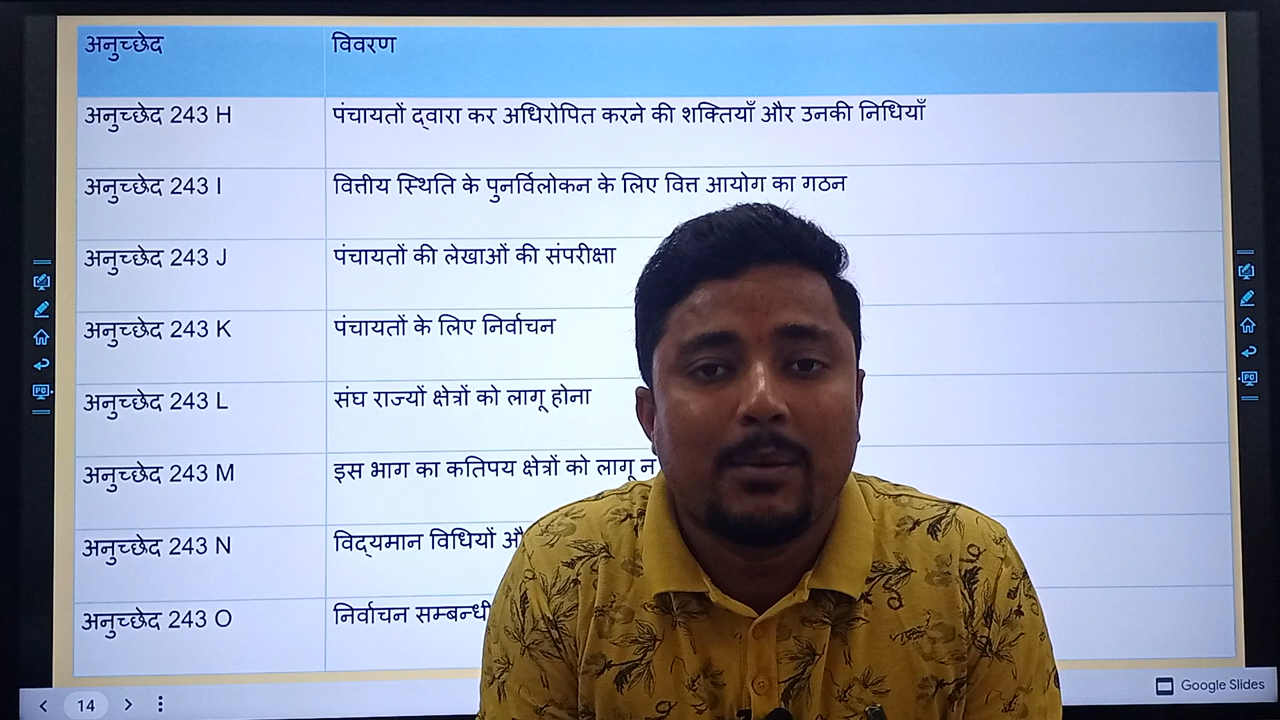 अनुच्छेद विवरण
अनुच्छेद 243 H पंचायतों द्वारा कर अधिरोपित करने की शक्तियाँ और उनकी निधियाँ
अनुच्छेद 243 I वित्तीय स्थिति के पुनर्विलोकन के लिए वित्त आयोग का गठन
अनुच्छेद 243 J पंचायतों की लेखाओं की संपरीक्षा
अनुच्छेद 243 K पंचायतों के लिए निर्वाचन
अनुच्छेद 243 L संघ राज्यों क्षेत्रों को लागू होना
अनुच्छेद 243 M इस भाग का कतिपय क्षेत्रों को लागू न
अनुच्छेद 243 N विद्यमान विधियों
अनुच्छेद 243 O निर्वाचन सम्बन्धी
14
Google Slides
PC
PC